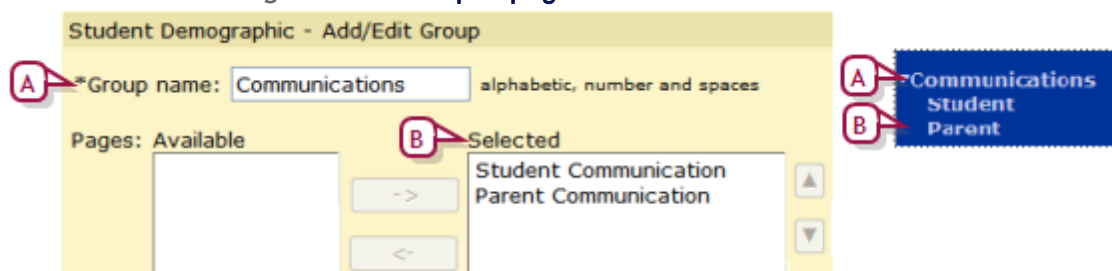 Student Demographic - Add/Edit Group
A *Group name: Communications alphabetic, number and spaces
Pages: Available B Selected
Student Communication
Parent Communication
->
<-
▲
▼
A Communications
Student
B Parent